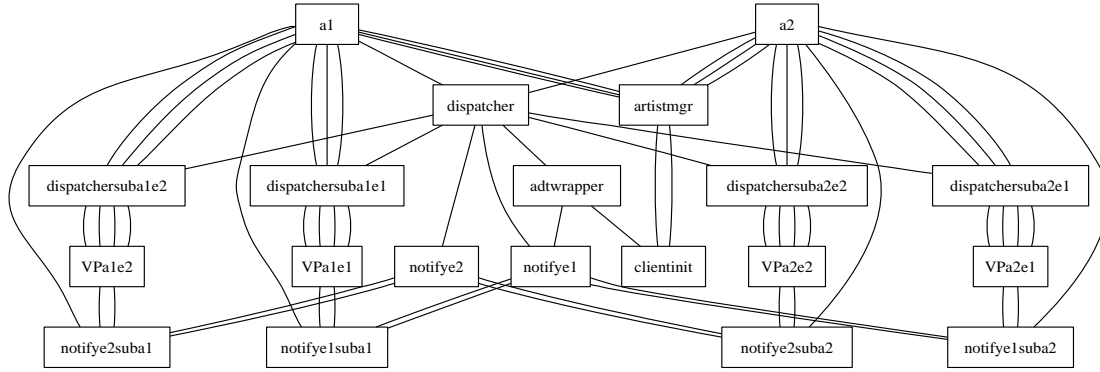 a1
a2
dispatcher
artistmgr
dispatchersuba1e2
dispatchersuba1e1
adtwrapper
dispatchersuba2e2
dispatchersuba2e1
VPa1e2
VPa1e1
notifye2
notifye1
clientinit
VPa2e2
VPa2e1
notifye2suba1
notifye1suba1
notifye2suba2
notifye1suba2